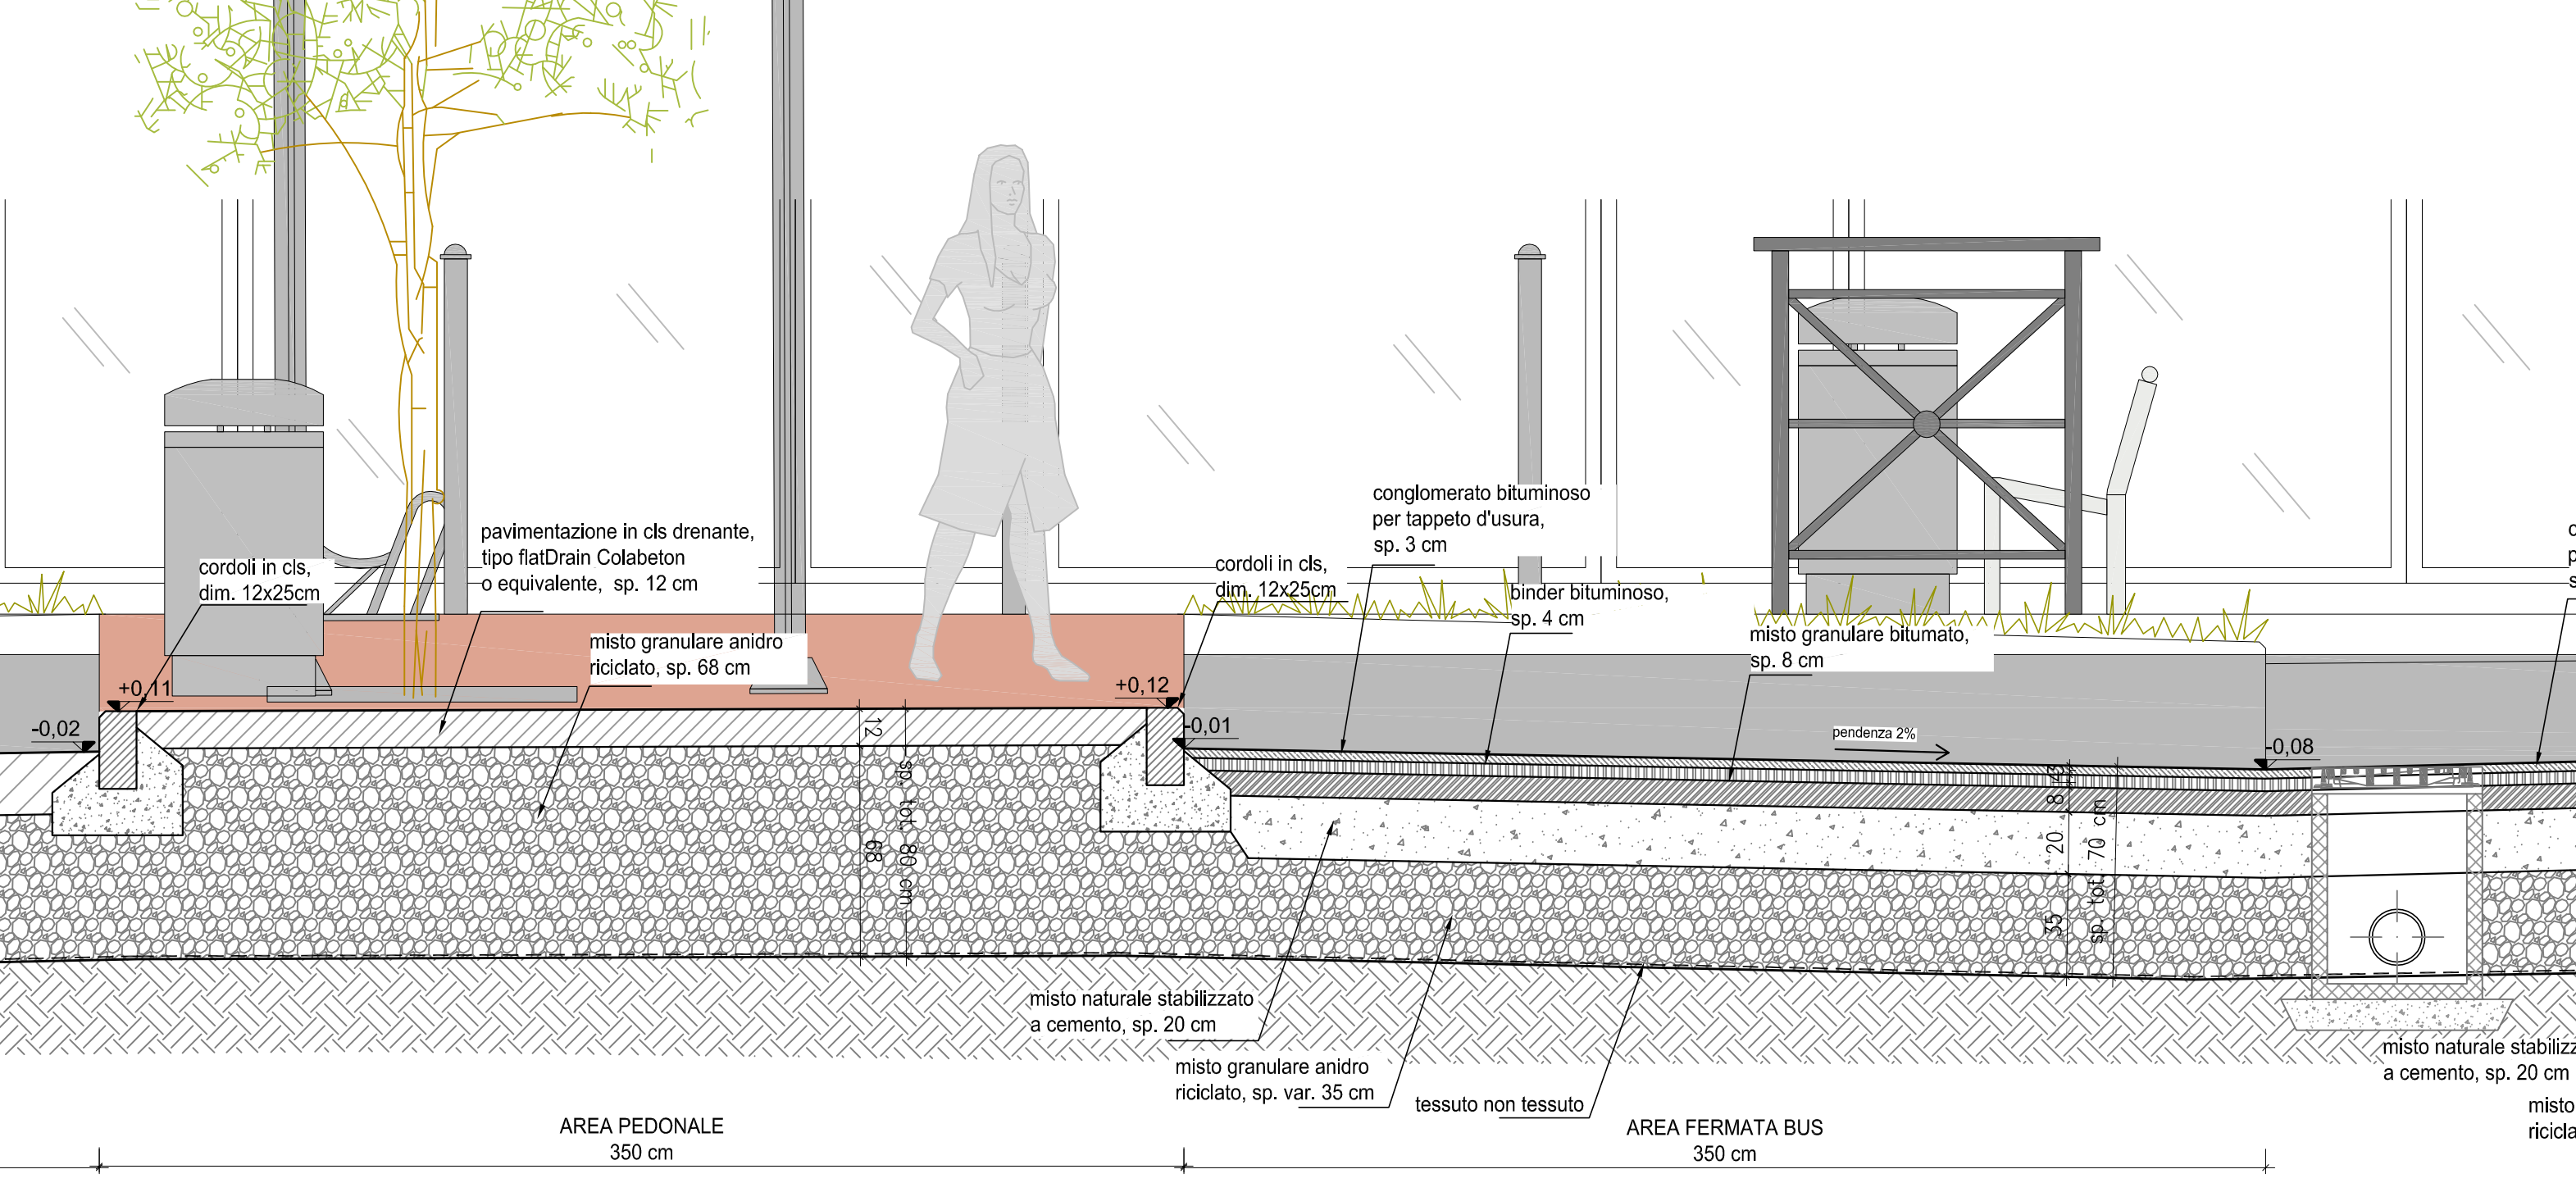 pavimentazione in cls drenante,
tipo flatDrain Colabeton
o equivalente, sp. 12 cm
cordoli in cls,
dim. 12x25cm
misto granulare anidro
riciclato, sp. 68 cm
conglomerato bituminoso
per tappeto d'usura,
sp. 3 cm
cordoli in cls,
dim. 12x25cm
binder bituminoso,
sp. 4 cm
misto granulare bitumato,
sp. 8 cm
+0,11
-0,02
+0,12
-0,01
pendenza 2%
-0,08
12
68
sp. tot. 80 cm
8
20
35
sp. tot. 70 cm
misto naturale stabilizzato
a cemento, sp. 20 cm
misto granulare anidro
riciclato, sp. var. 35 cm
tessuto non tessuto
misto naturale stabilizz
a cemento, sp. 20 cm
misto
ricicla
AREA PEDONALE
350 cm
AREA FERMATA BUS
350 cm